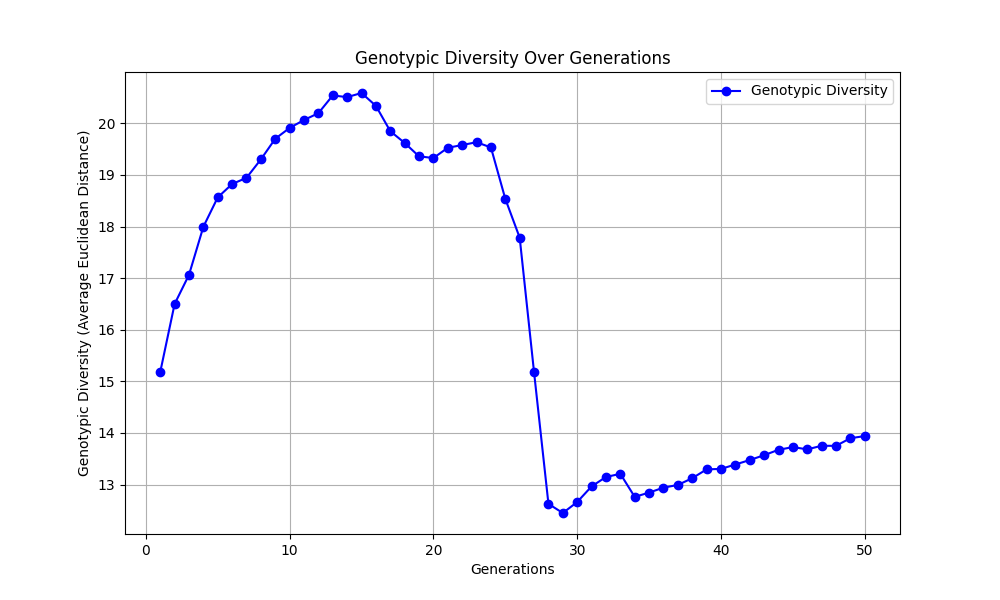 Genotypic Diversity Over Generations
Genotypic Diversity
Genotypic Diversity (Average Euclidean Distance)
20
19
18
17
16
15
14
13
0 10 20 30 40 50
Generations